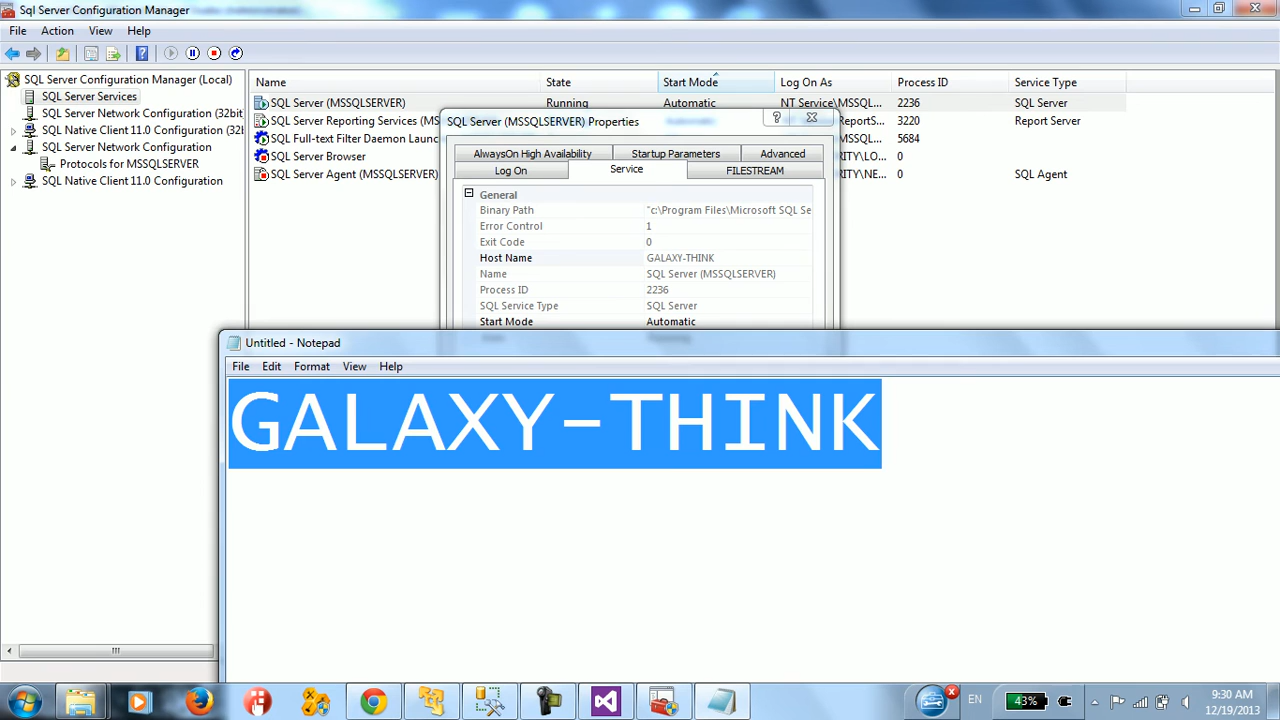 Sql Server Configuration Manager
File Action View Help
SQL Server Configuration Manager (Local)
SQL Server Services
SQL Server Network Configuration (32bit
SQL Native Client 11.0 Configuration (32l
SQL Server Network Configuration
Protocols for MSSQLSERVER
SQL Native Client 11.0 Configuration
Name State Start Mode Log On As Process ID Service Type
SQL Server (MSSQLSERVER) Running Automatic NT Service\MSSQL... 2236 SQL Server
SQL Server Reporting Services (MS Automatic ReportS... 3220 Report Server
SQL Full-text Filter Daemon Launc MSSQL... 5684
SQL Server Browser RITY\LO... 0
SQL Server Agent (MSSQLSERVER) RITY\NE... 0 SQL Agent
SQL Server (MSSQLSERVER) Properties
AlwaysOn High Availability Startup Parameters Advanced
Log On Service FILESTREAM
General
Binary Path "c:\Program Files\Microsoft SQL Se
Error Control 1
Exit Code 0
Host Name GALAXY-THINK
Name SQL Server (MSSQLSERVER)
Process ID 2236
SQL Service Type SQL Server
Start Mode Automatic
Untitled - Notepad
File Edit Format View Help
GALAXY-THINK
EN
43%
9:30 AM
12/19/2013